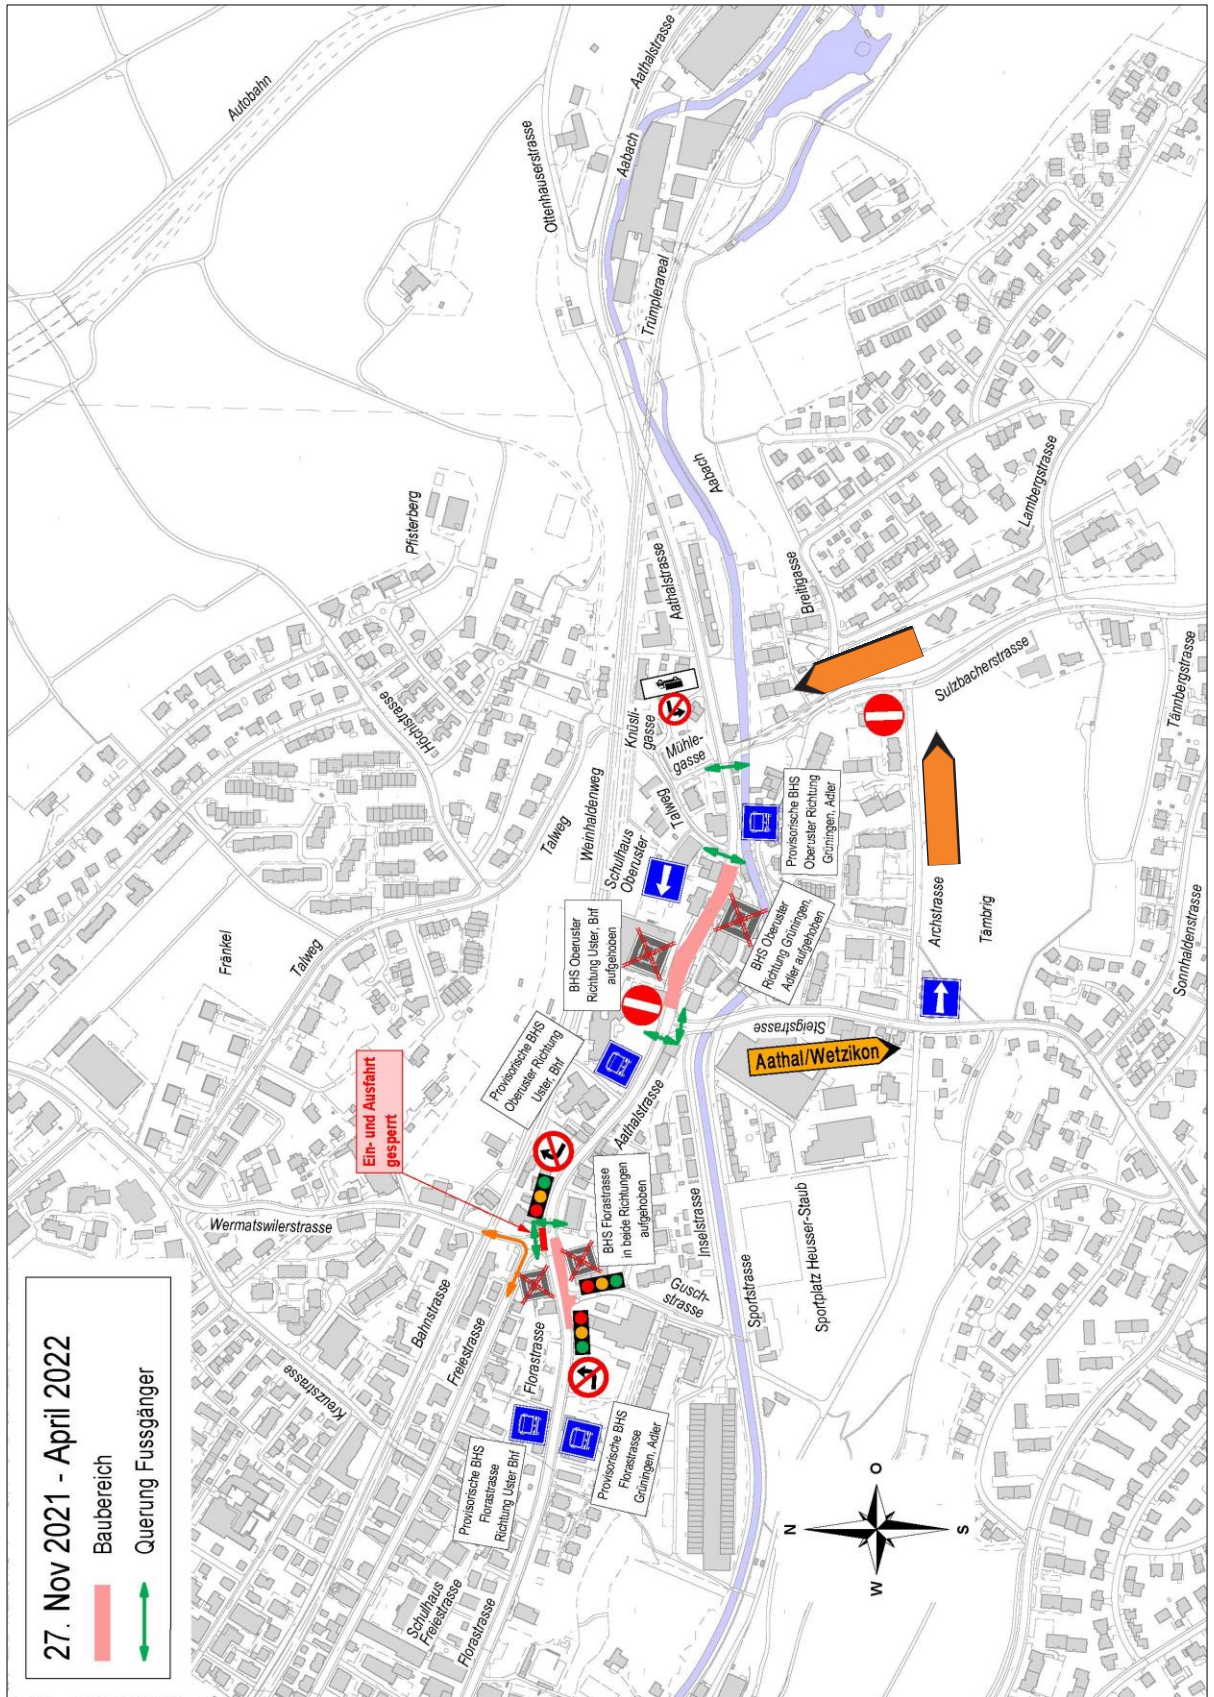 27. Nov 2021 - April 2022
Baubereich
Querung Fussgänger
Autobahn
Aathalstrasse
Ottenhauserstrasse
Aabach
Trümplerareal
Pfisterberg
Aabach
Lambergstrasse
Aathalstrasse
Breitigasse
Höchistrasse
Knüsli-
gasse
Mühle-
gasse
Sulzbacherstrasse
Tännbergstrasse
Talweg
Weinhaldenweg
Talweg
Schulhaus
Oberuster
Provisorische BHS
Oberuster Richtung
Grüningen, Adler
Fränkel
Talweg
BHS Oberuster
Richtung Uster, Bhf
aufgehoben
BHS Oberuster
Richtung Grüningen,
Adler aufgehoben
Archstrasse
Tämbrig
Sonnhaldenstrasse
Provisorische BHS
Oberuster Richtung
Uster, Bhf
Steigstrasse
Aathal/Wetzikon
Ein- und Ausfahrt
gesperrt
Aathalstrasse
Wermatswilerstrasse
BHS Florastrasse
in beide Richtungen
aufgehoben
Inselstrasse
Sportplatz Heusser-Staub
Sportstrasse
Gusch-
strasse
Bahnstrasse
Freiestrasse
Florastrasse
Kreuzstrasse
Provisorische BHS
Florastrasse
Richtung Uster Bhf
Provisorische BHS
Florastrasse
Grüningen, Adler
Schulhaus
Freiestrasse
Florastrasse
N
O
S
W